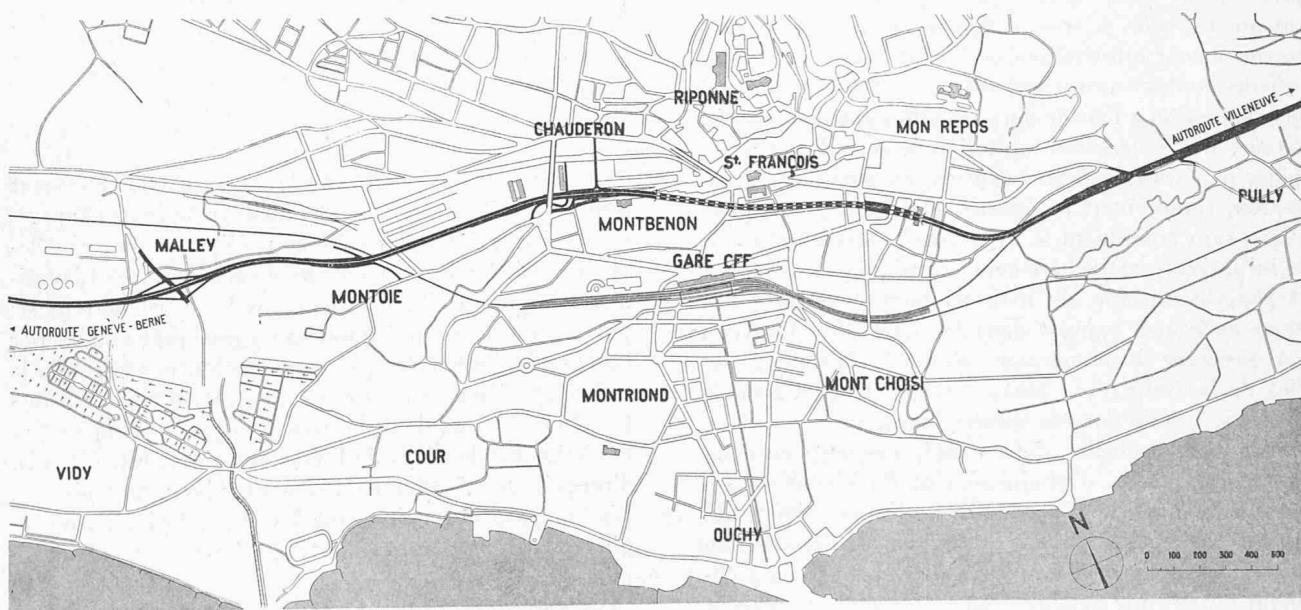 RIPONNE
CHAUDERON
MON REPOS
AUTOROUTE VILLENEUVE
St. FRANÇOIS
PULLY
MONTBENON
MALLEY
GARE CFF
MONTOIE
AUTOROUTE GENÈVE-BERNE
MONTRIOND
MONT CHOISI
COUR
VIDY
OUCHY
N
0 100 200 300 400 500